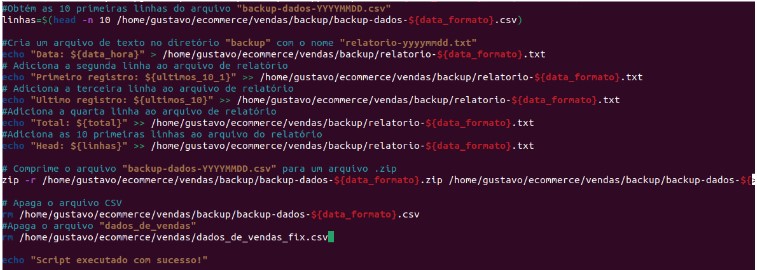 #Obtém as 10 primeiras linhas do arquivo "backup-dados-YYYYMMDD.csv"
linhas=$(head -n 10 /home/gustavo/ecommerce/vendas/backup/backup-dados-${data_formato}.csv)
#Cria um arquivo de texto no diretório "backup" com o nome "relatorio-yyyymmdd.txt"
echo "Data: ${data_hora}" > /home/gustavo/ecommerce/vendas/backup/relatorio-${data_formato}.txt
# Adiciona a segunda linha ao arquivo de relatório
echo "Primeiro registro: ${ultimos_10_1}" >> /home/gustavo/ecommerce/vendas/backup/relatorio-${data_formato}.txt
# Adiciona a terceira linha ao arquivo de relatório
echo "Ultimo registro: ${ultimos_10}" >> /home/gustavo/ecommerce/vendas/backup/relatorio-${data_formato}.txt
#Adiciona a quarta linha ao arquivo de relatório
echo "Total: ${total}" >> /home/gustavo/ecommerce/vendas/backup/relatorio-${data_formato}.txt
#Adiciona as 10 primeiras linhas ao arquivo do relatório
echo "Head: ${linhas}" >> /home/gustavo/ecommerce/vendas/backup/relatorio-${data_formato}.txt
# Comprime o arquivo "backup-dados-YYYYMMDD.csv" para um arquivo .zip
zip -r /home/gustavo/ecommerce/vendas/backup/backup-dados-${data_formato}.zip /home/gustavo/ecommerce/vendas/backup/backup-dados-${
# Apaga o arquivo CSV
rm /home/gustavo/ecommerce/vendas/backup/backup-dados-${data_formato}.csv
#Apaga o arquivo "dados_de_vendas"
rm /home/gustavo/ecommerce/vendas/dados_de_vendas_fix.csv
echo "Script executado com sucesso!"